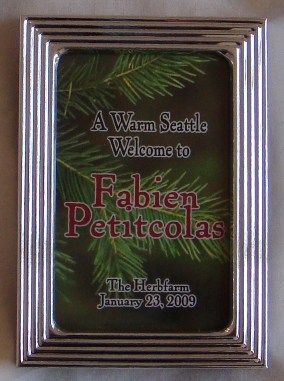 A Warm Seattle
Welcome to
Fabien
Petitcolas
The Herbfarm
January 23, 2009